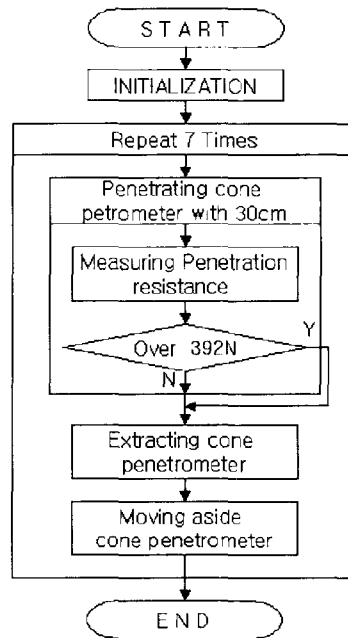 START
INITIALIZATION
Repeat 7 Times
Penetrating cone
petrometer with 30cm
Measuring Penetration
resistance
Over 392N
Y
N
Extracting cone
penetrometer
Moving aside
cone penetrometer
END